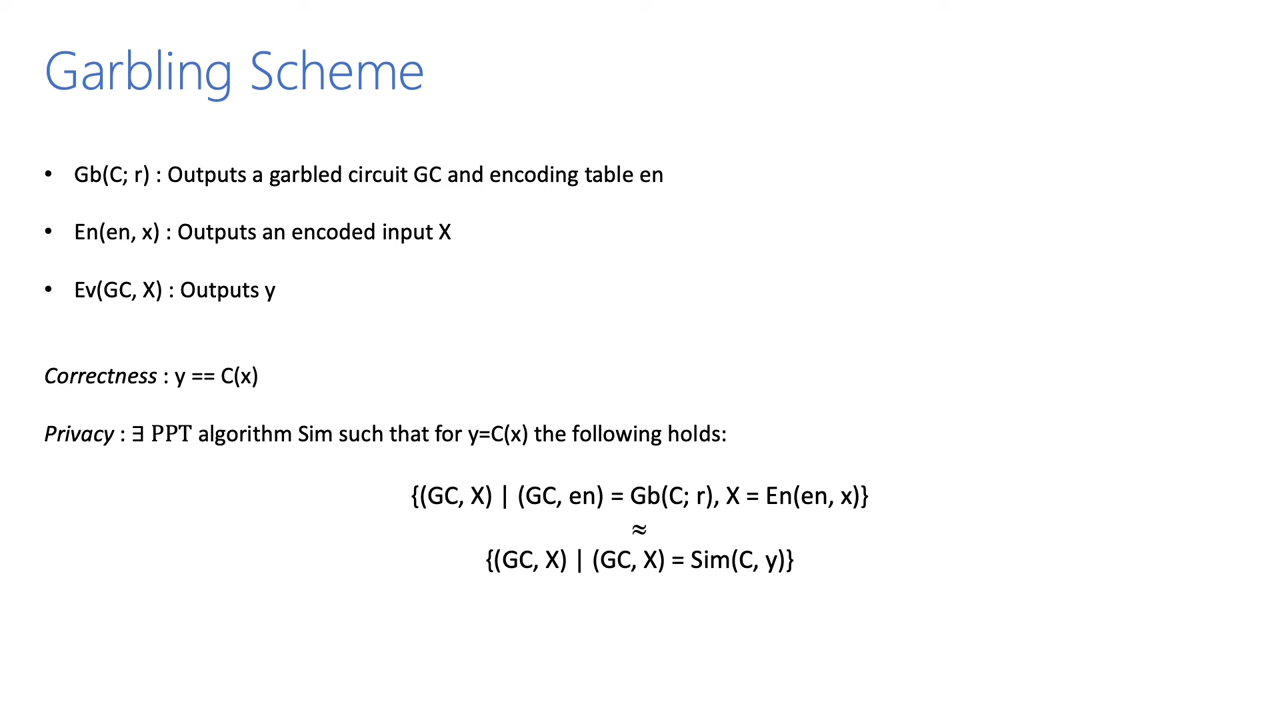 Garbling Scheme
• Gb(C; r) : Outputs a garbled circuit GC and encoding table en
• En(en, x) : Outputs an encoded input X
• Ev(GC, X) : Outputs y
Correctness : y == C(x)
Privacy : ∃ PPT algorithm Sim such that for y=C(x) the following holds:
{(GC, X) | (GC, en) = Gb(C; r), X = En(en, x)}
≈
{(GC, X) | (GC, X) = Sim(C, y)}